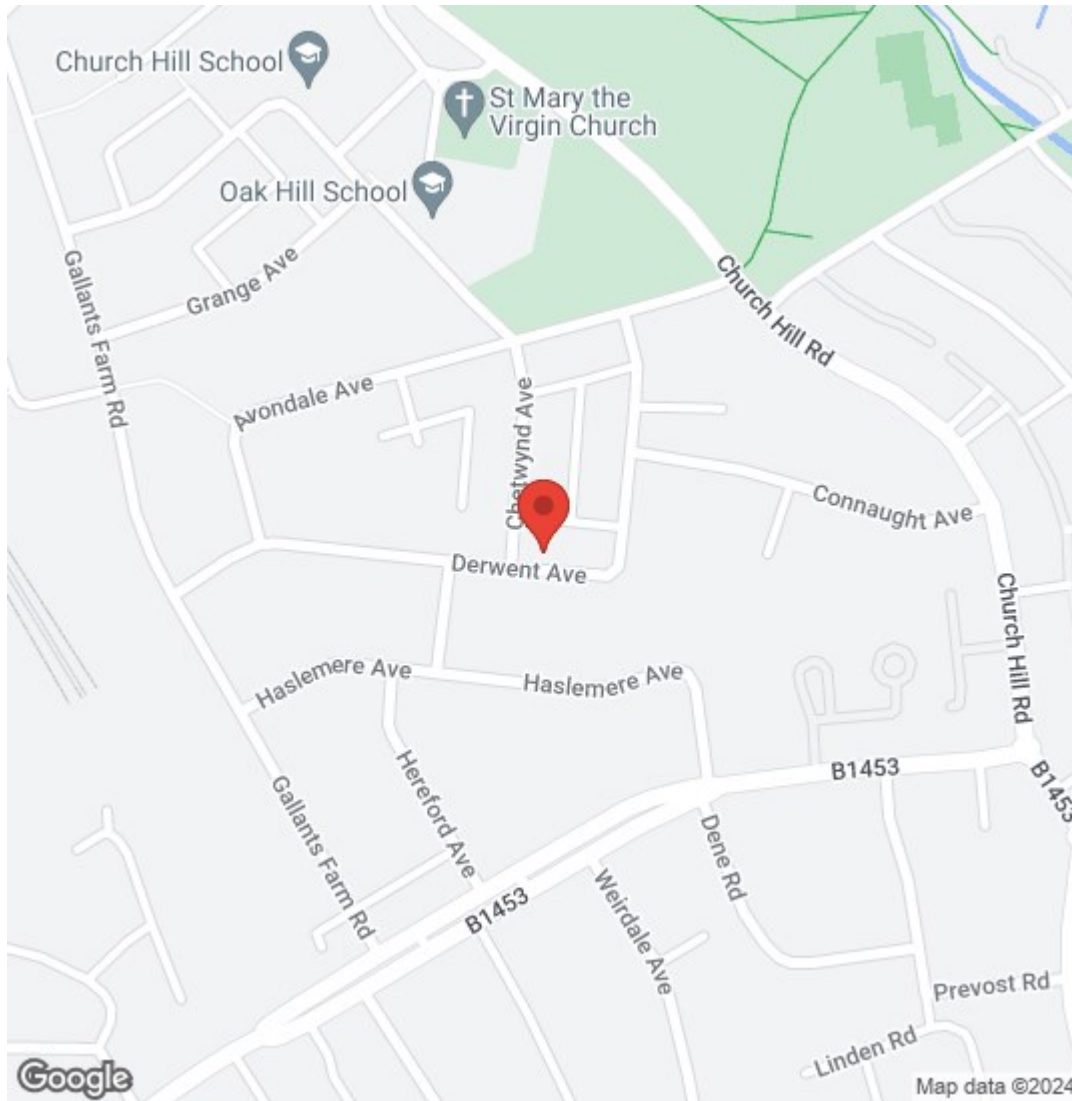 Church Hill School
St Mary the
Virgin Church
Oak Hill School
Gallants Farm Rd
Grange Ave
Church Hill Rd
Avondale Ave
Chetwynd Ave
Connaught Ave
Derwent Ave
Church Hill Rd
Haslemere Ave
Haslemere Ave
B1453
B1453
Hereford Ave
Gallants Farm Rd
Dene Rd
B1453
Weirdale Ave
Prevost Rd
Linden Rd
Google
Map data ©2024